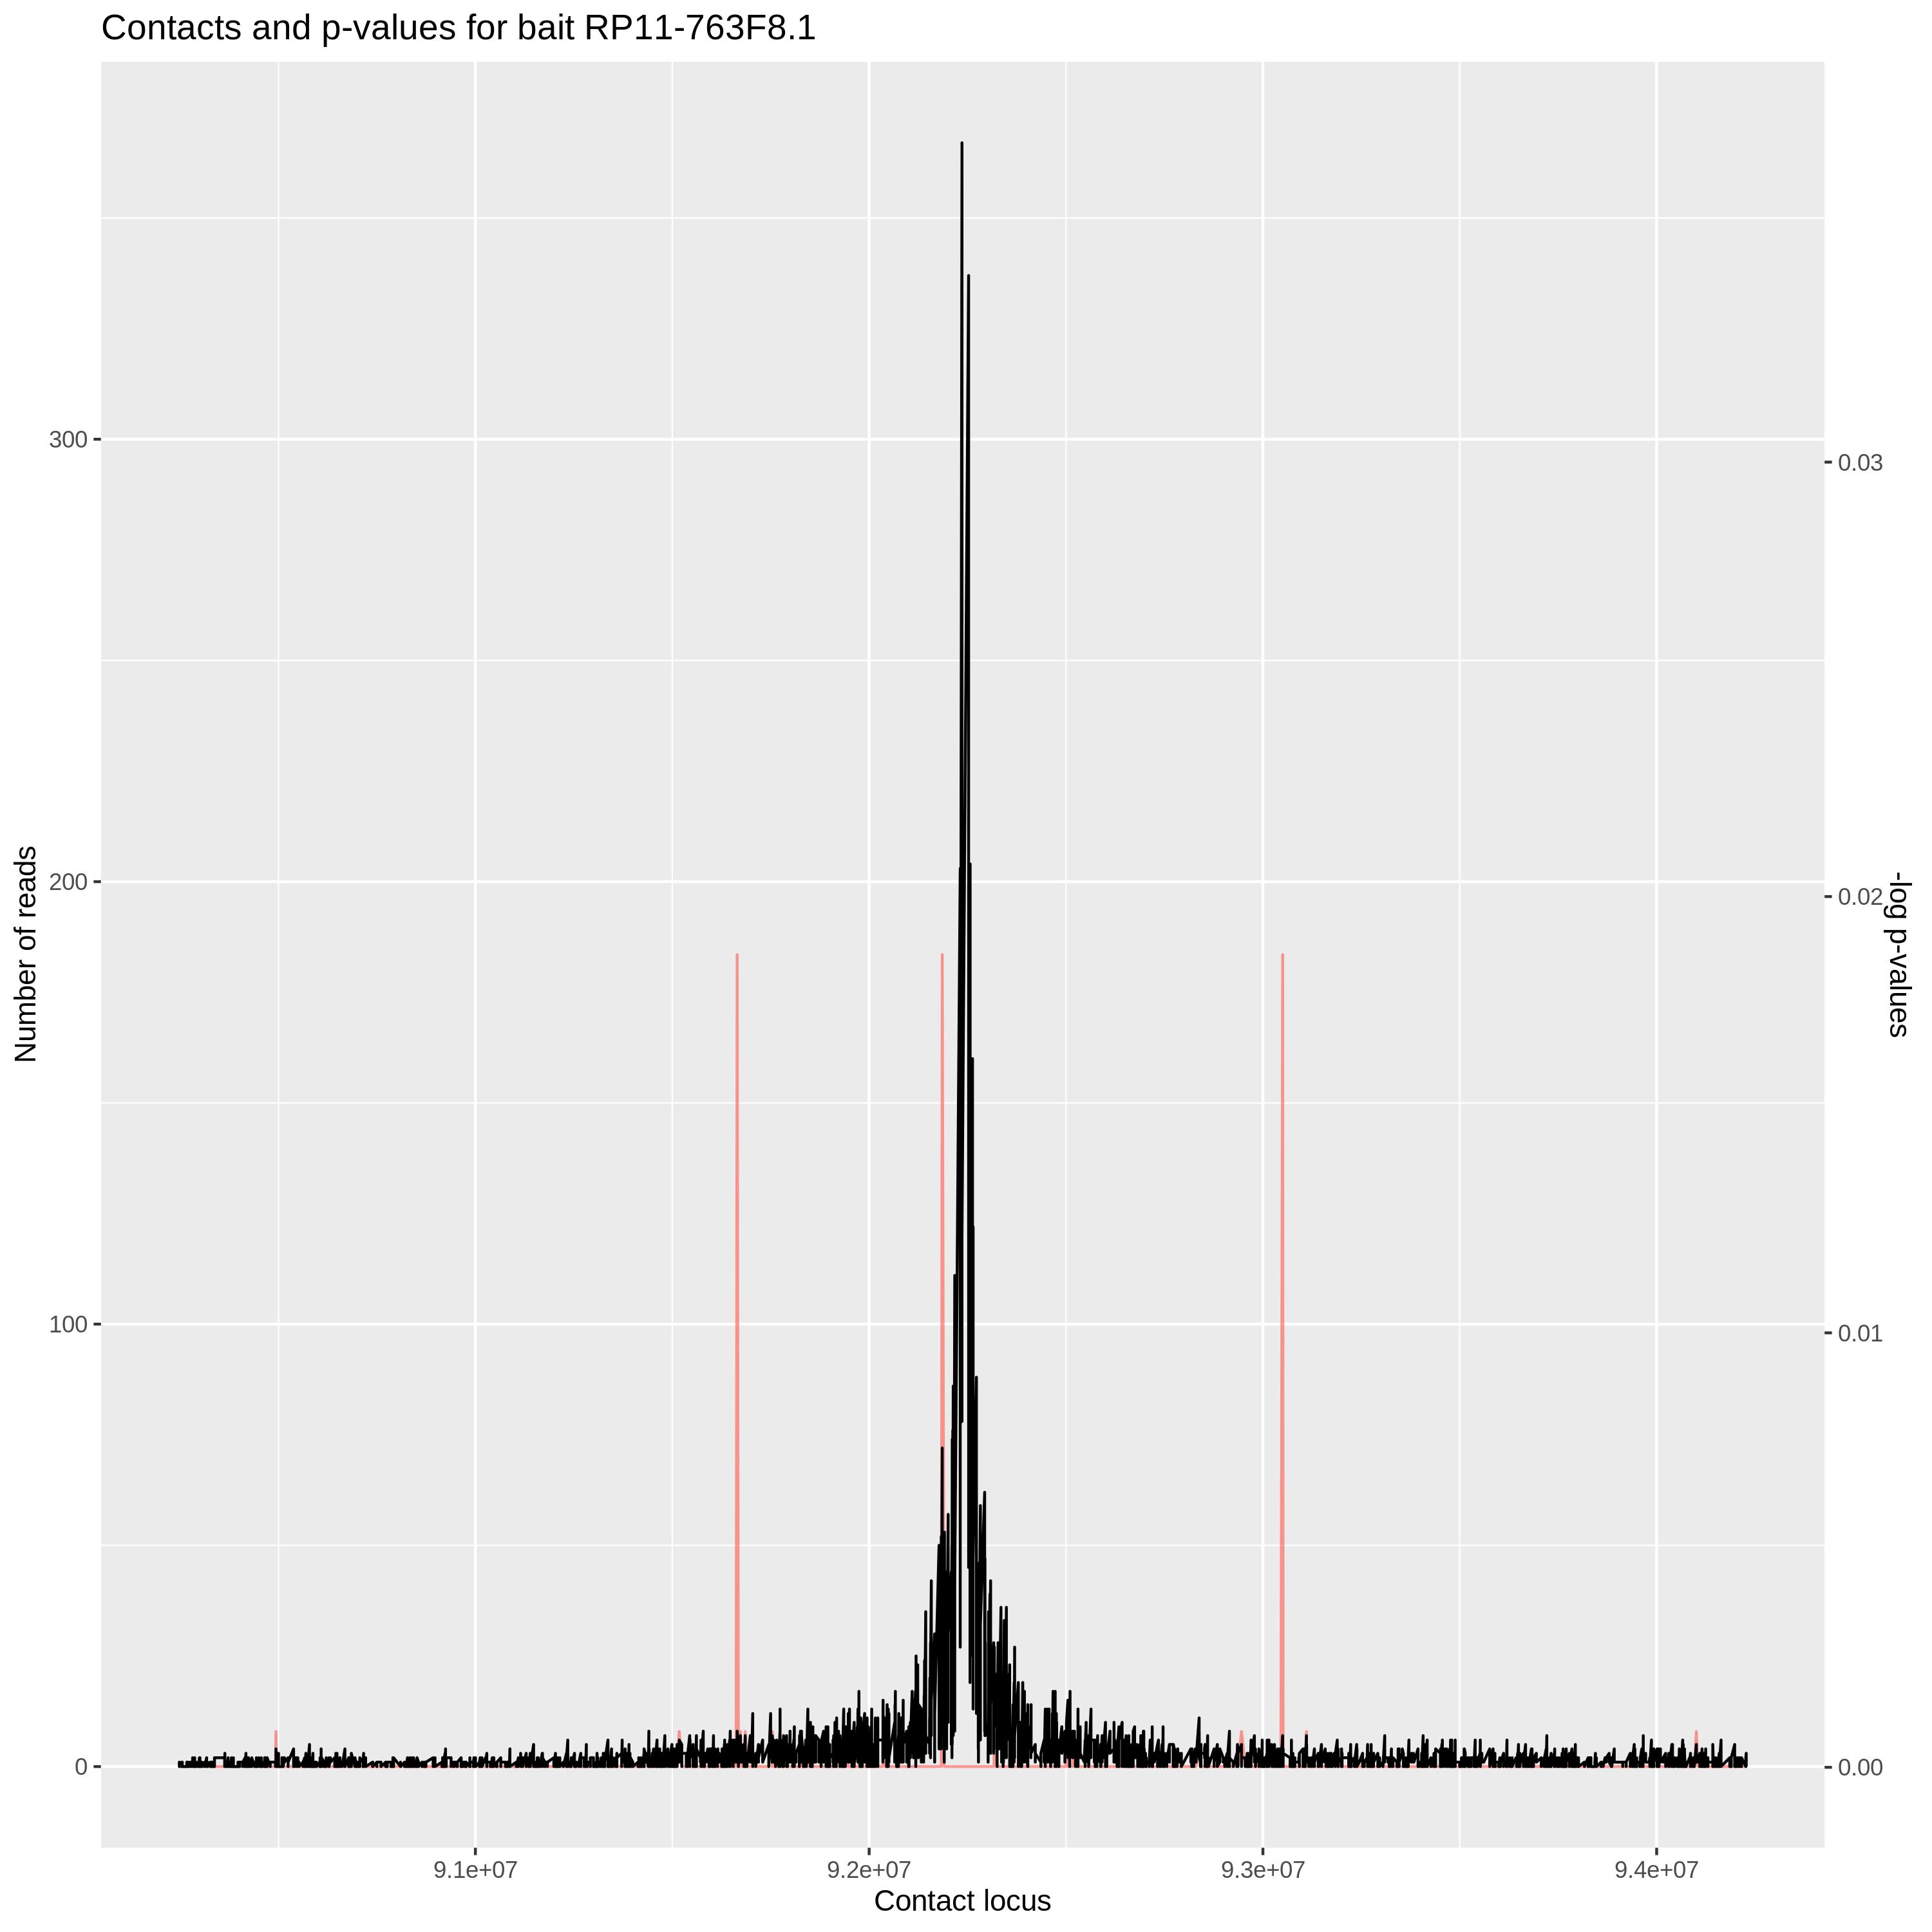 Contacts and p-values for bait RP11-763F8.1
Number of reads
300
200
100
0
0.03
0.02
0.01
0.00
-log p-values
9.1e+07
9.2e+07
9.3e+07
9.4e+07
Contact locus